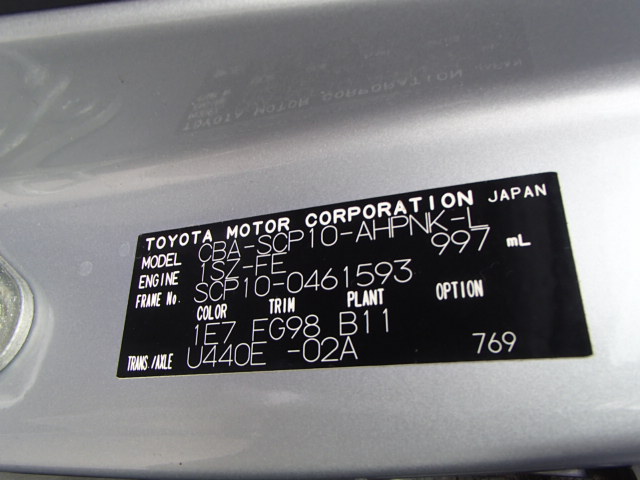 TOYOTA MOTOR CORPORATION JAPAN
MODEL CBA-SCP10-AHPNK-L
ENGINE 1SZ-FE 997 mL
FRAME No. SCP10-0461593
COLOR TRIM PLANT OPTION
1E7 FG98 B11
TRANS./AXLE U440E -02A 769